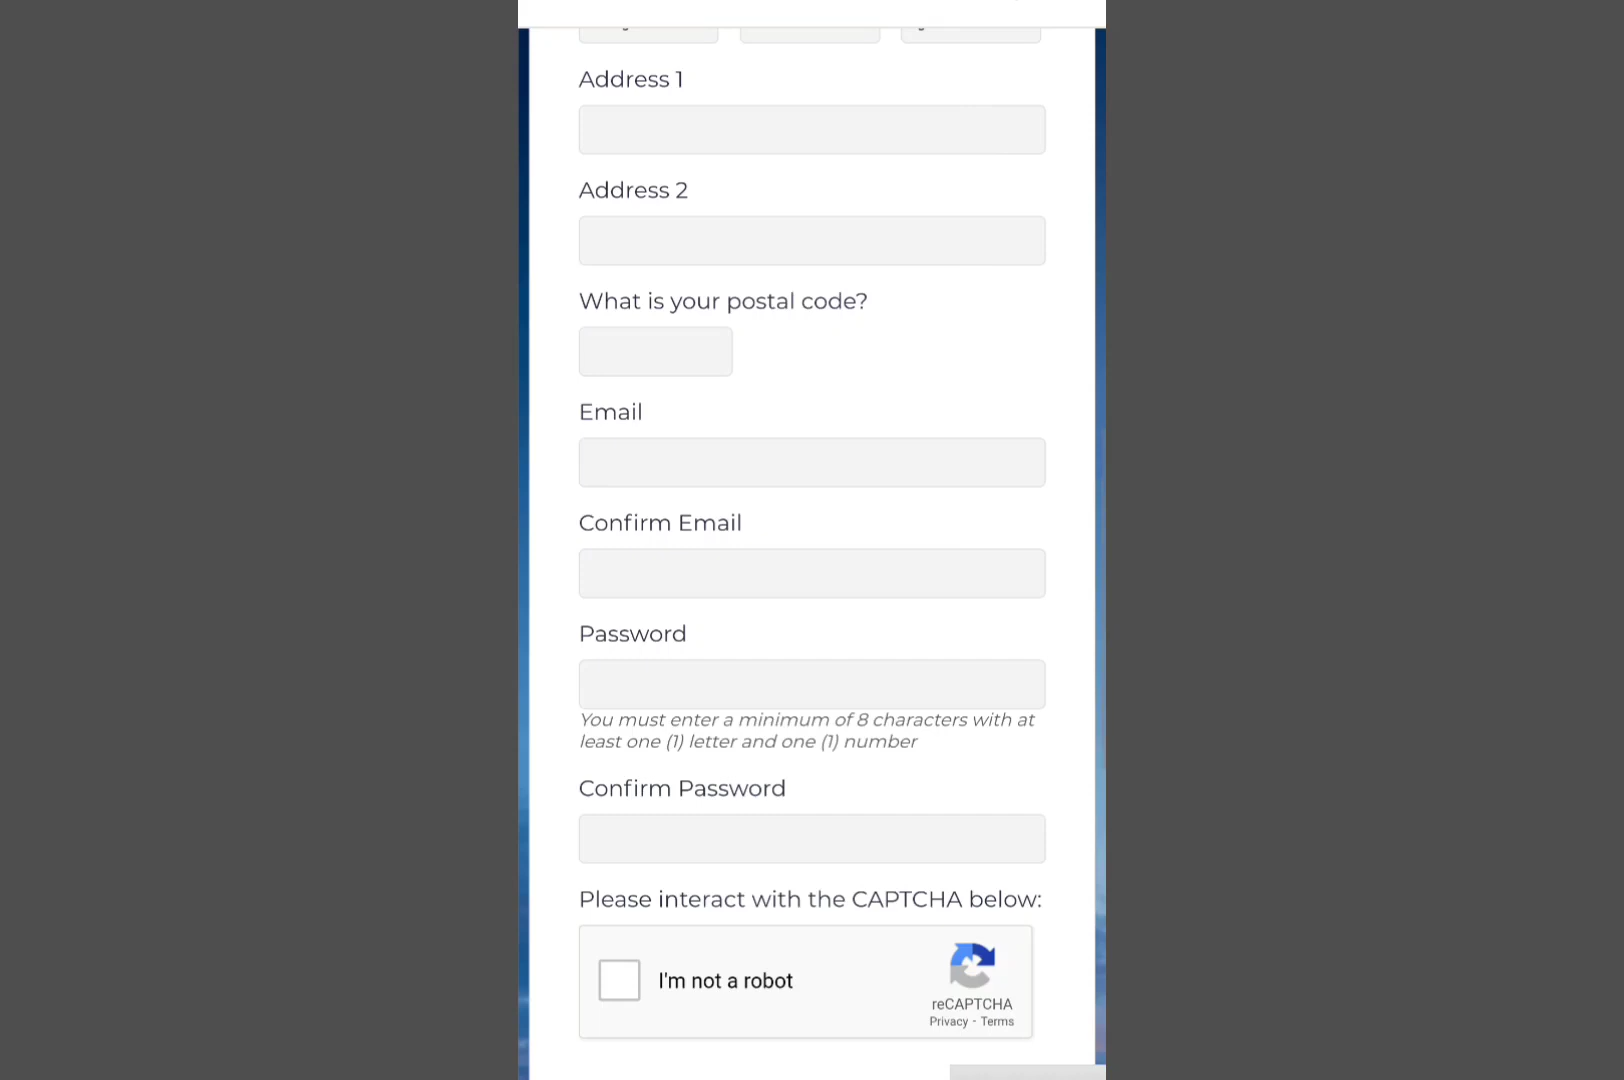 Address 1
Address 2
What is your postal code?
Email
Confirm Email
Password
You must enter a minimum of 8 characters with at
least one (1) letter and one (1) number
Confirm Password
Please interact with the CAPTCHA below:
I'm not a robot
reCAPTCHA
Privacy - Terms